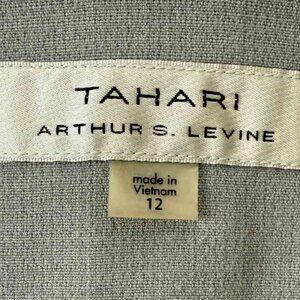 TAHARI
ARTHUR S. LEVINE
made in
Vietnam
12